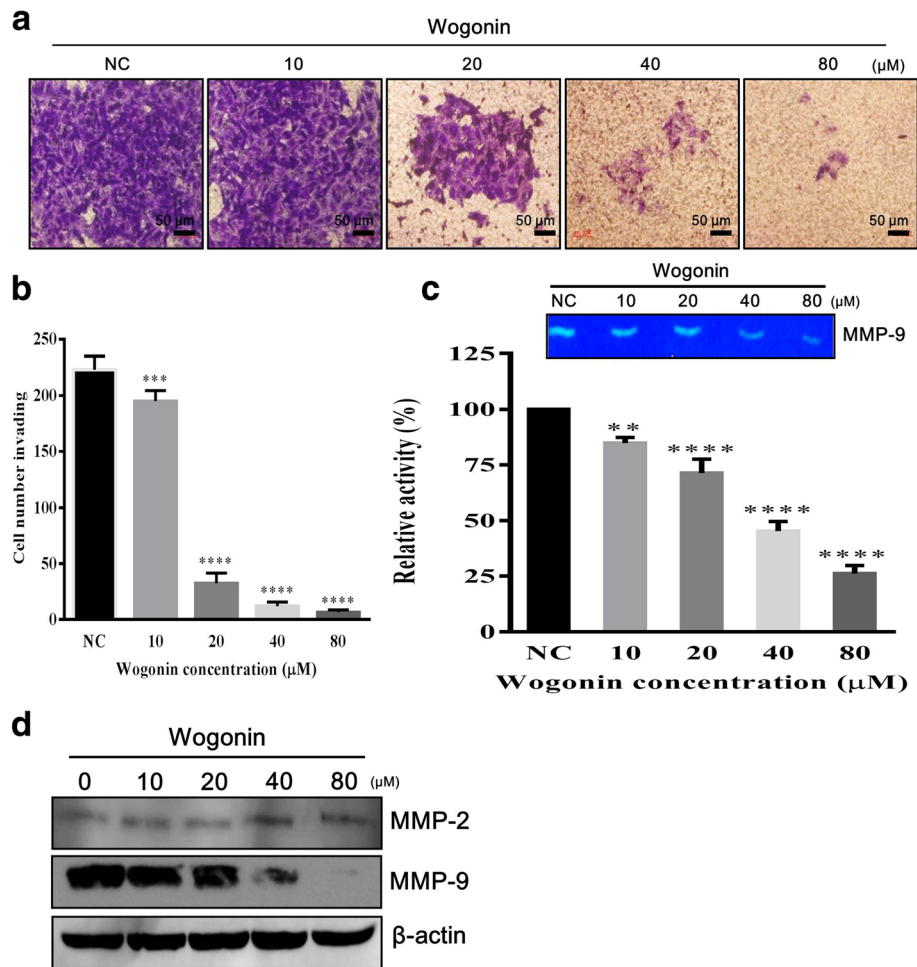 a
Wogonin
NC 10 20 40 80 (μM)
50 μm 50 μm 50 μm 50 μm 50 μm
b
250
200
150
100
50
0
Cell number invading
***
****
****
****
NC 10 20 40 80
Wogonin concentration (μM)
c
Wogonin
NC 10 20 40 80 (μM)
MMP-9
125
100
75
50
25
0
Relative activity (%)
**
****
****
****
NC 10 20 40 80
Wogonin concentration (μM)
d
Wogonin
0 10 20 40 80 (μM)
MMP-2
MMP-9
β-actin